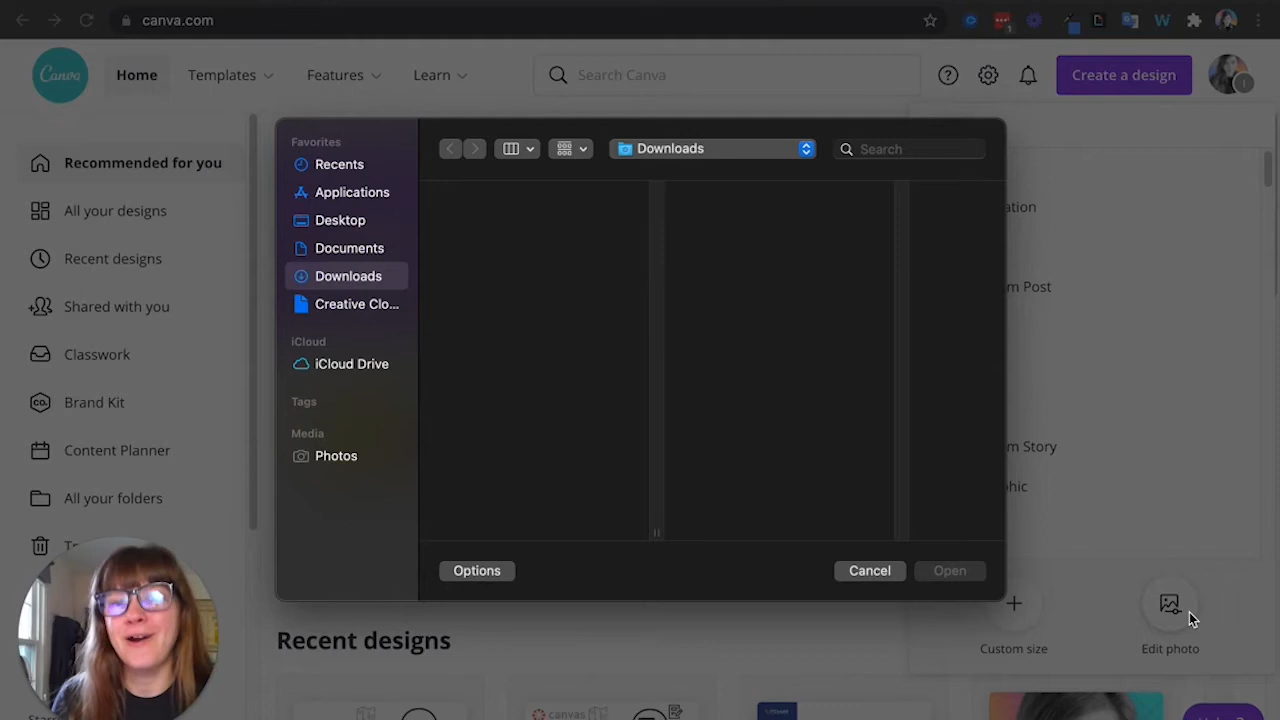 canva.com
1
W
Canva
Home
Templates
Features
Learn
Search Canva
Create a design
Recommended for you
All your designs
Recent designs
Shared with you
Classwork
Brand Kit
Content Planner
All your folders
Favorites
Recents
Applications
Desktop
Documents
Downloads
Creative Clo...
iCloud
iCloud Drive
Tags
Media
Photos
Downloads
Search
Options
Cancel
Open
ation
m Post
m Story
hic
Custom size
Edit photo
Recent designs
canvas